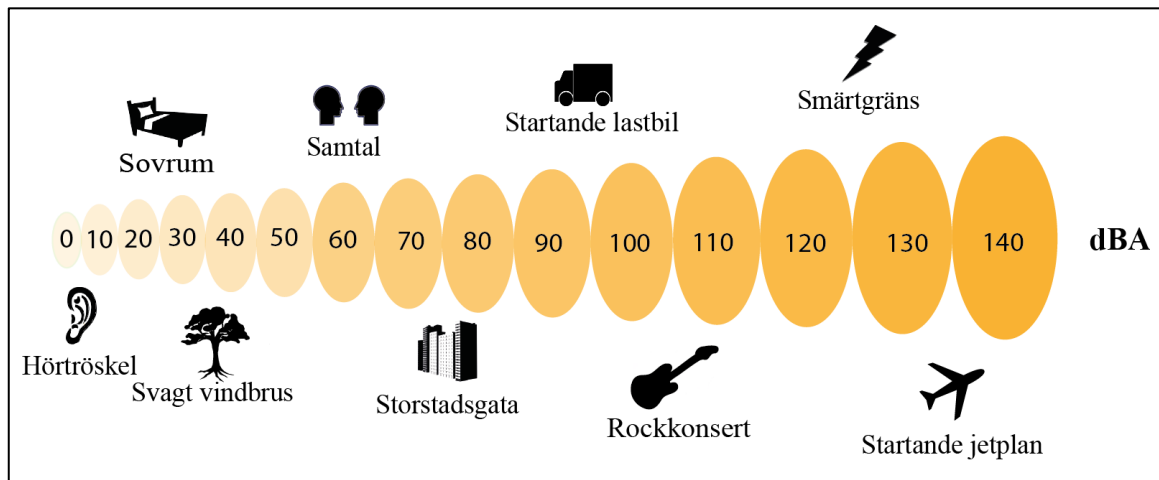 Smärtgräns
Startande lastbil
Samtal
Sovrum
0 10 20 30 40 50 60 70 80 90 100 110 120 130 140 dBA
Hörtröskel
Svagt vindbrus
Storstadsgata
Rockkonsert
Startande jetplan